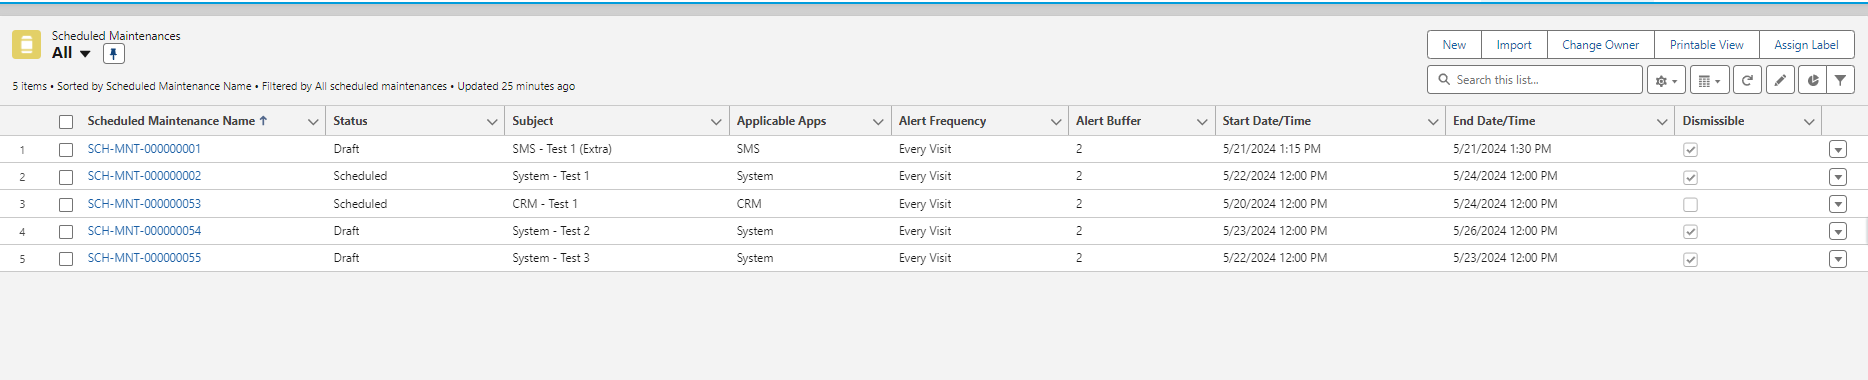 Scheduled Maintenances
All
New Import Change Owner Printable View Assign Label
5 items • Sorted by Scheduled Maintenance Name • Filtered by All scheduled maintenances • Updated 25 minutes ago
Search this list...
Scheduled Maintenance Name Status Subject Applicable Apps Alert Frequency Alert Buffer Start Date/Time End Date/Time Dismissible
1 SCH-MNT-000000001 Draft SMS - Test 1 (Extra) SMS Every Visit 2 5/21/2024 1:15 PM 5/21/2024 1:30 PM
2 SCH-MNT-000000002 Scheduled System - Test 1 System Every Visit 2 5/22/2024 12:00 PM 5/24/2024 12:00 PM
3 SCH-MNT-000000053 Scheduled CRM - Test 1 CRM Every Visit 2 5/20/2024 12:00 PM 5/24/2024 12:00 PM
4 SCH-MNT-000000054 Draft System - Test 2 System Every Visit 2 5/23/2024 12:00 PM 5/26/2024 12:00 PM
5 SCH-MNT-000000055 Draft System - Test 3 System Every Visit 2 5/22/2024 12:00 PM 5/23/2024 12:00 PM